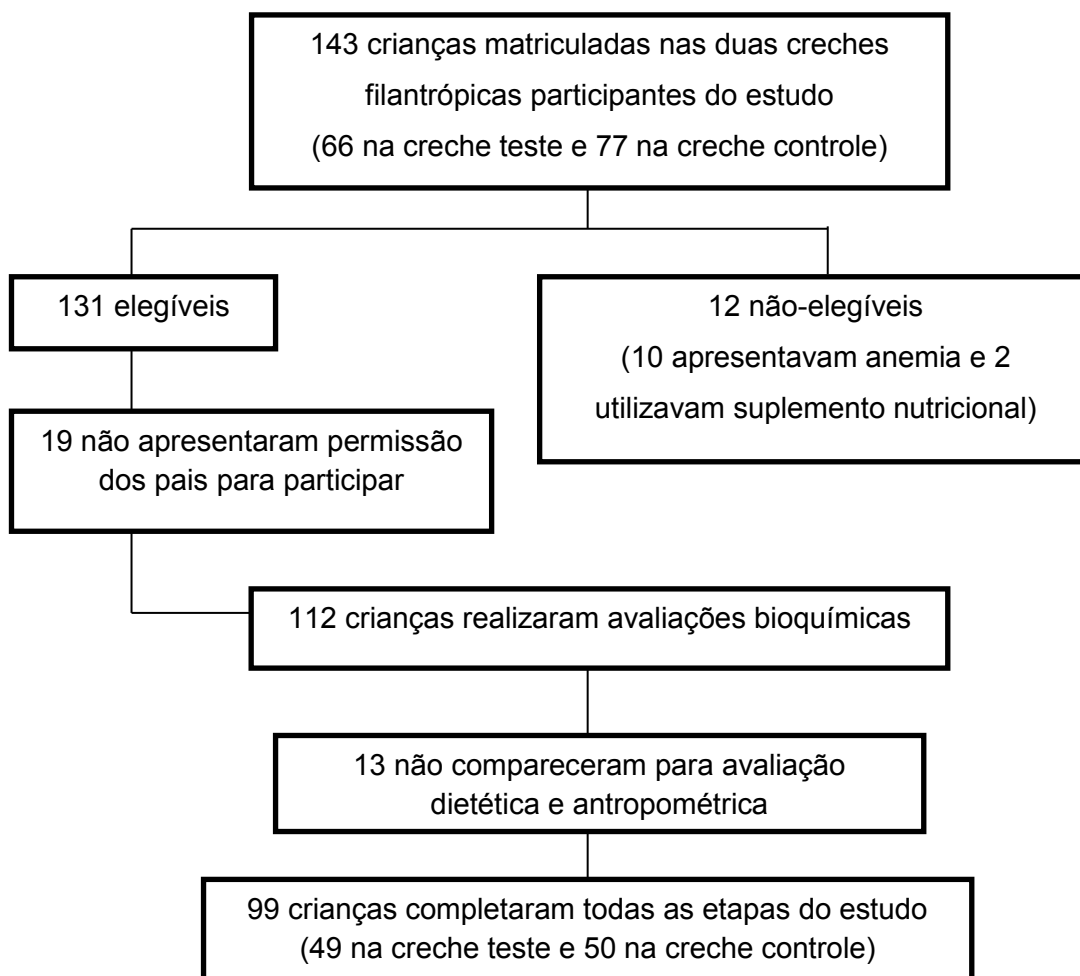 143 crianças matriculadas nas duas creches
filantrópicas participantes do estudo
(66 na creche teste e 77 na creche controle)
131 elegíveis
12 não-elegíveis
(10 apresentavam anemia e 2
utilizavam suplemento nutricional)
19 não apresentaram permissão
dos pais para participar
112 crianças realizaram avaliações bioquímicas
13 não compareceram para avaliação
dietética e antropométrica
99 crianças completaram todas as etapas do estudo
(49 na creche teste e 50 na creche controle)